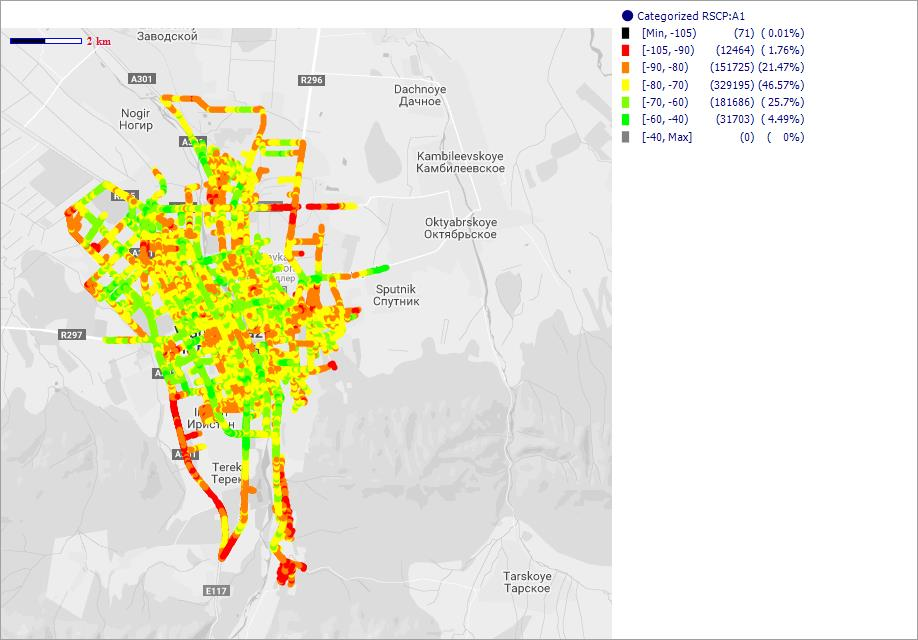 Categorized RSCP:A1
[Min, -105) (71) ( 0.01%)
[-105, -90) (12464) ( 1.76%)
[-90, -80) (151725) (21.47%)
[-80, -70) (329195) (46.57%)
[-70, -60) (181686) ( 25.7%)
[-60, -40) (31703) ( 4.49%)
[-40, Max] (0) ( 0%)
2 km
Заводской
A301
R296
Dachnoye
Дачное
Nogir
Ногир
Kambileevskoye
Камбилеевское
Oktyabrskoye
Октябрьское
Sputnik
Спутник
R297
Terek
Терек
E117
Tarskoye
Тарское